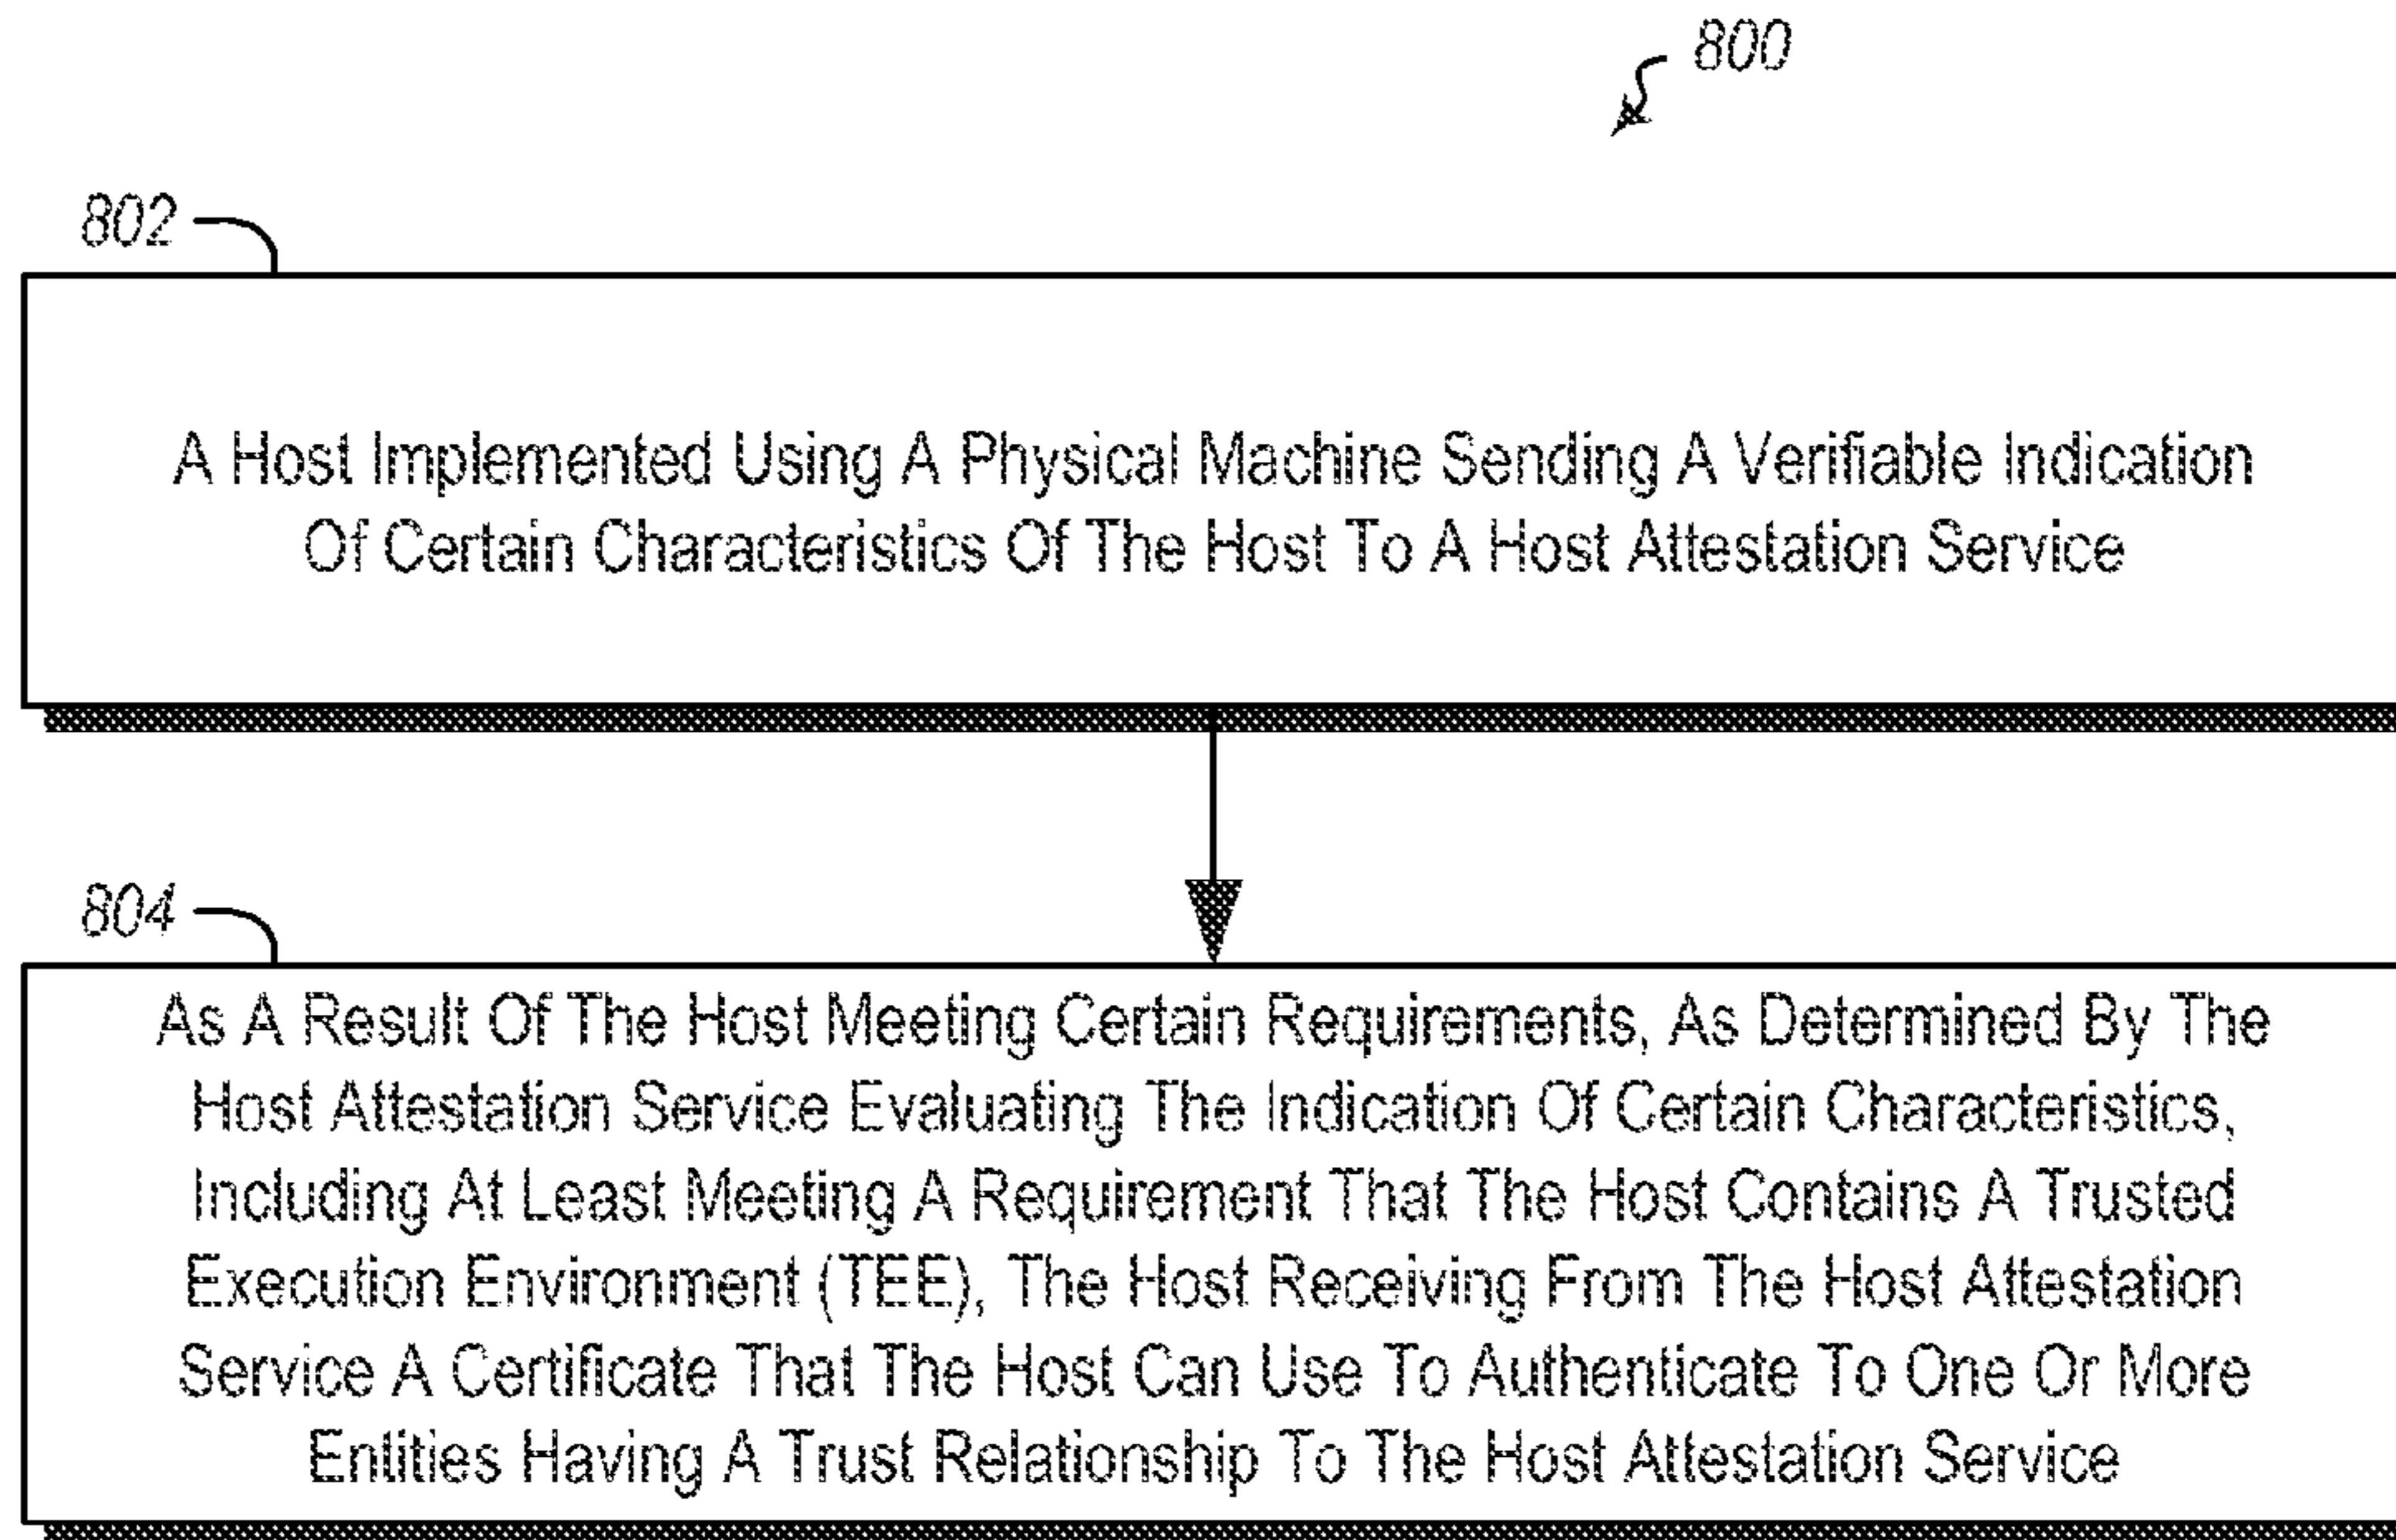 800
802
A Host Implemented Using A Physical Machine Sending A Verifiable Indication
Of Certain Characteristics Of The Host To A Host Attestation Service
804
As A Result Of The Host Meeting Certain Requirements, As Determined By The
Host Attestation Service Evaluating The Indication Of Certain Characteristics,
Including At Least Meeting A Requirement That The Host Contains A Trusted
Execution Environment (TEE), The Host Receiving From The Host Attestation
Service A Certificate That The Host Can Use To Authenticate To One Or More
Entities Having A Trust Relationship To The Host Attestation Service